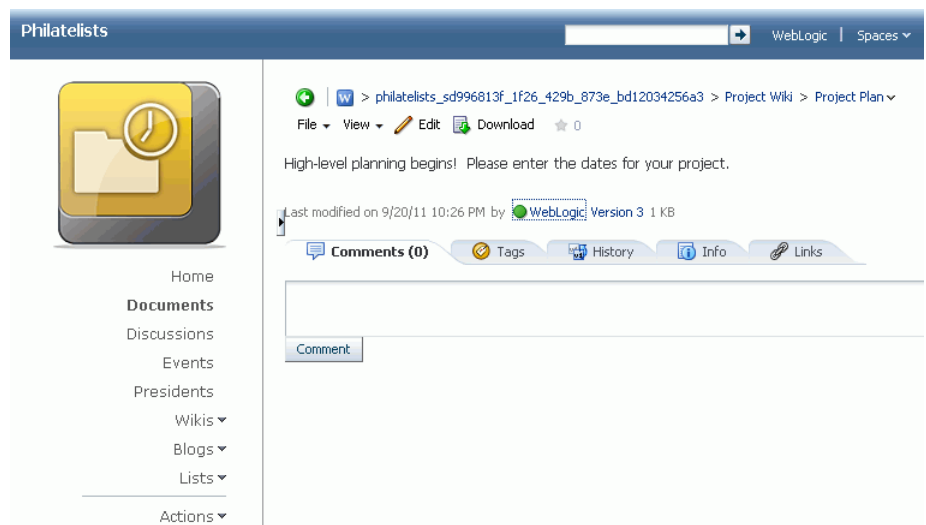 Philatelists
WebLogic | Spaces
W > philatelists_sd996813f_1f26_429b_873e_bd12034256a3 > Project Wiki > Project Plan
File View Edit Download 0
High-level planning begins! Please enter the dates for your project.
Last modified on 9/20/11 10:26 PM by WebLogic Version 3 1 KB
Comments (0) Tags History Info Links
Comment
Home
Documents
Discussions
Events
Presidents
Wikis
Blogs
Lists
Actions